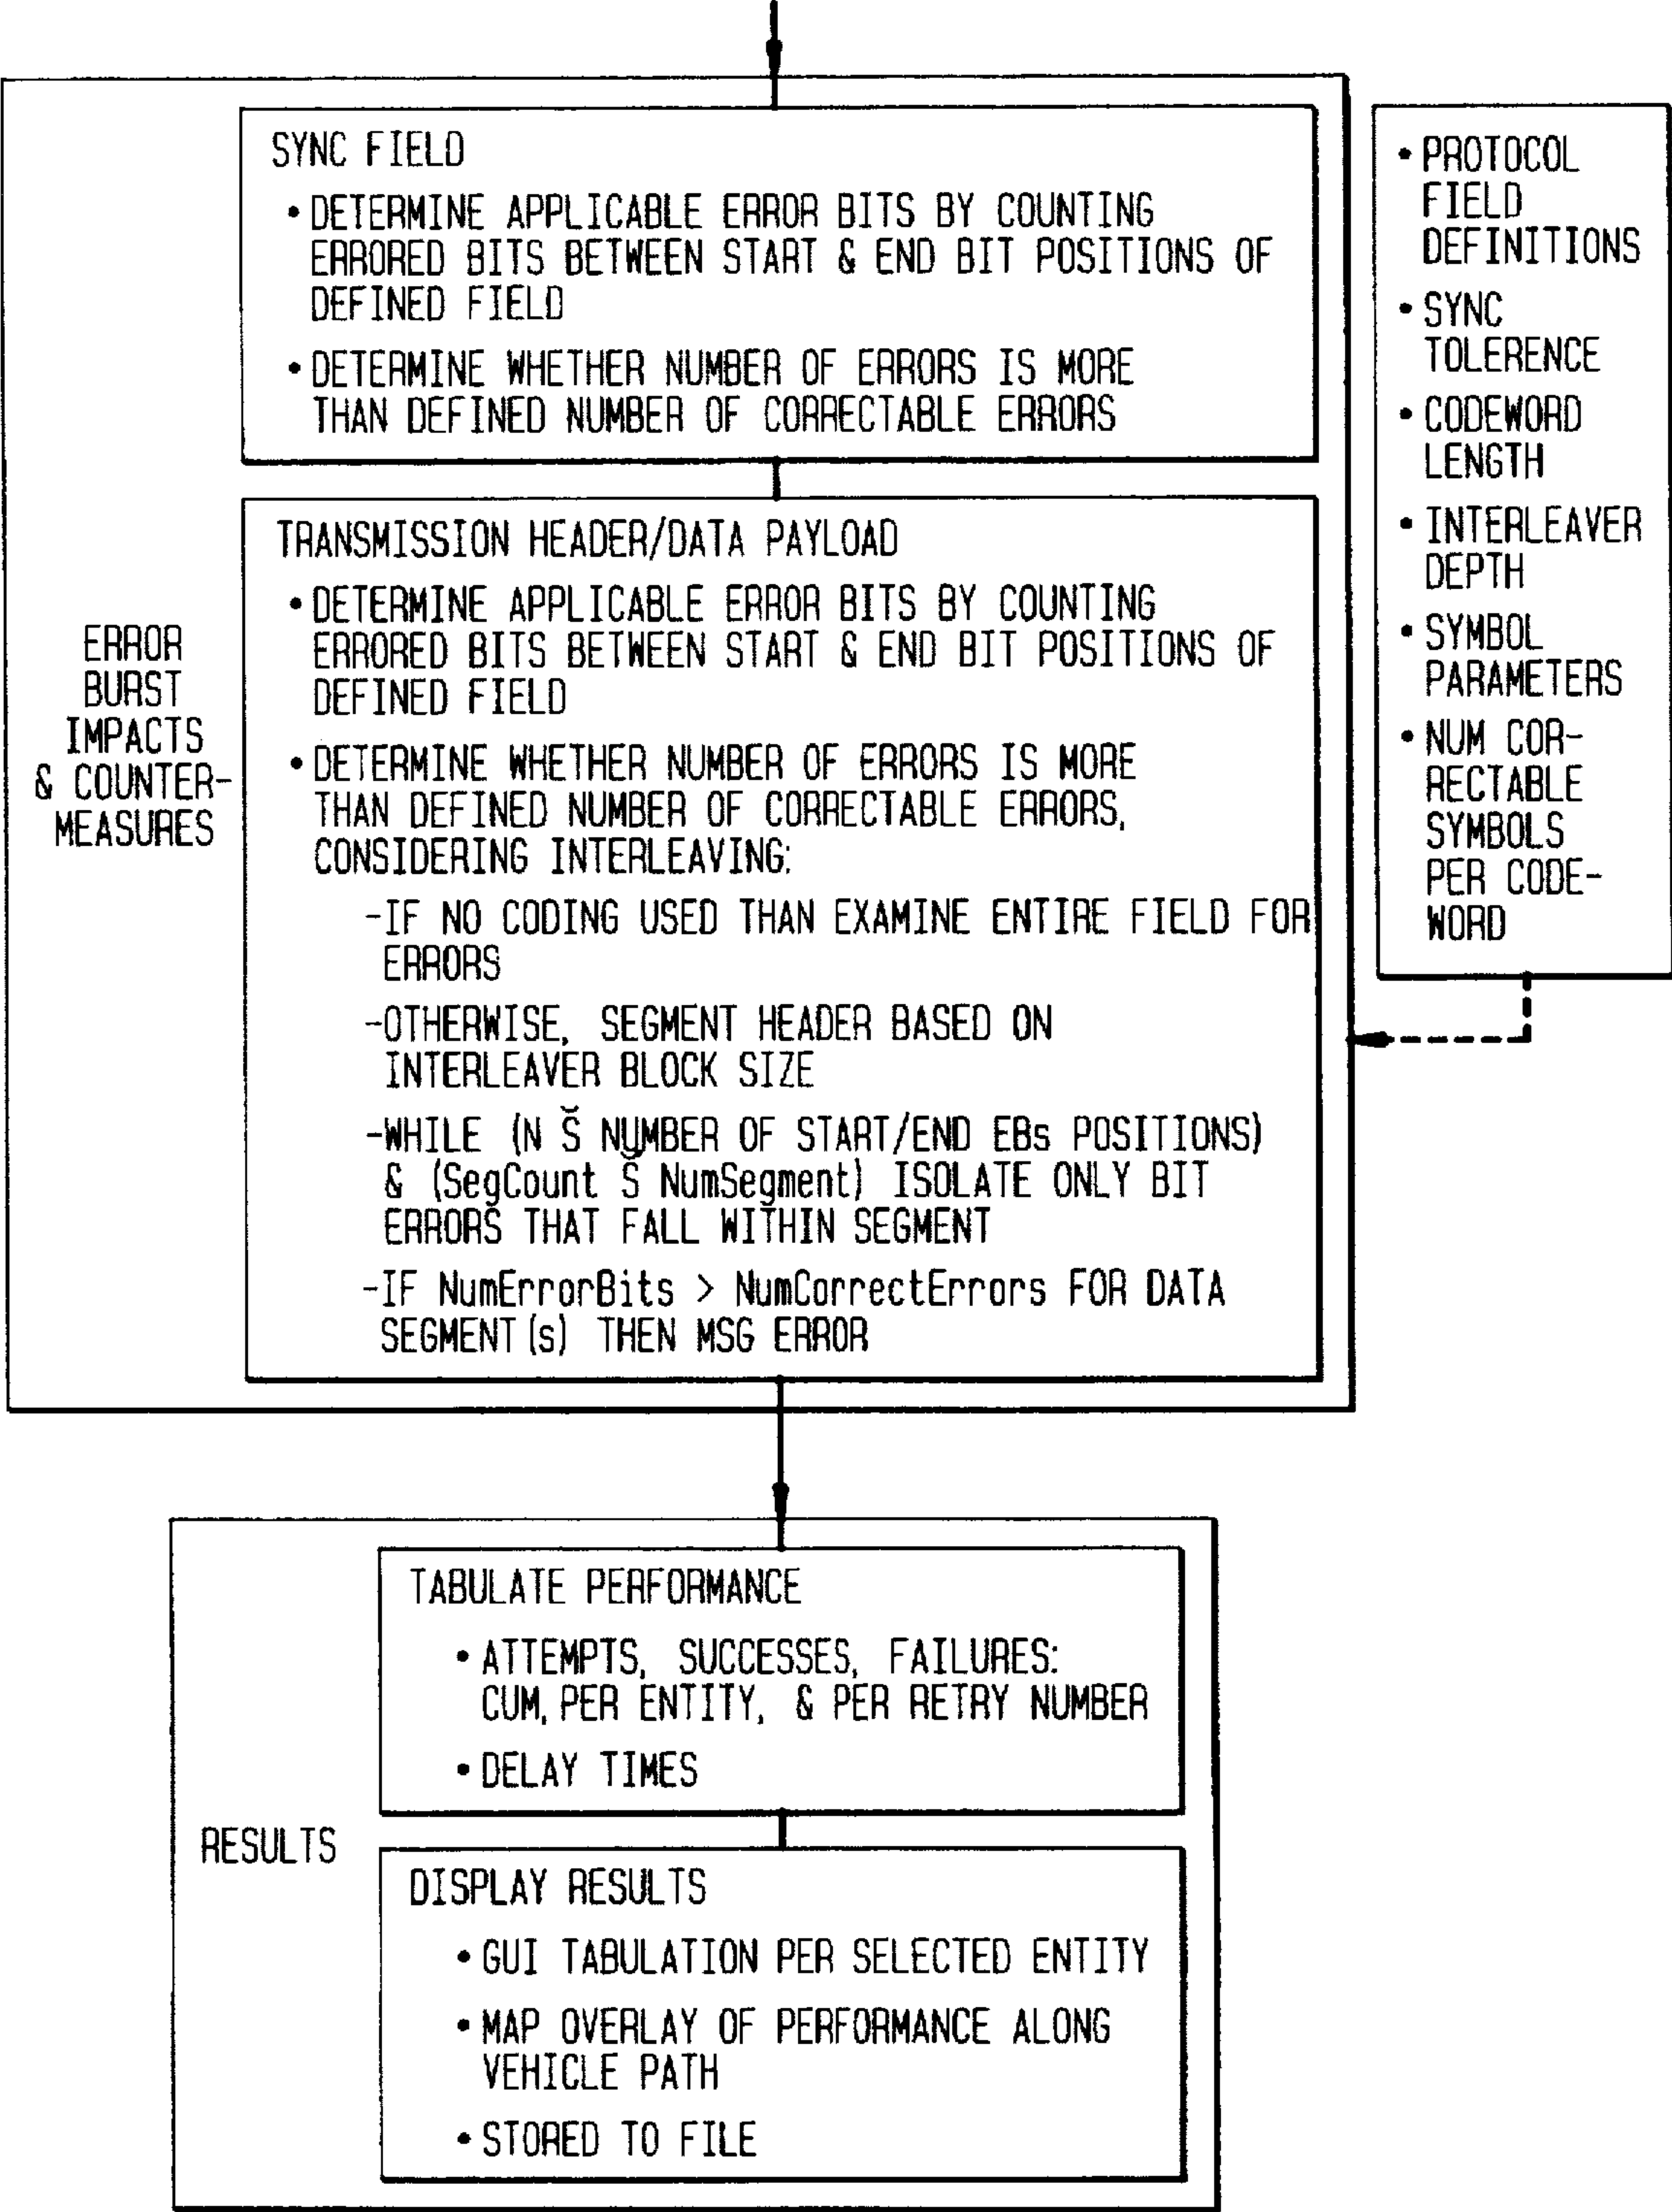 SYNC FIELD
• DETERMINE APPLICABLE ERROR BITS BY COUNTING
ERRORED BITS BETWEEN START & END BIT POSITIONS OF
DEFINED FIELD
• DETERMINE WHETHER NUMBER OF ERRORS IS MORE
THAN DEFINED NUMBER OF CORRECTABLE ERRORS
TRANSMISSION HEADER/DATA PAYLOAD
• DETERMINE APPLICABLE ERROR BITS BY COUNTING
ERRORED BITS BETWEEN START & END BIT POSITIONS OF
DEFINED FIELD
• DETERMINE WHETHER NUMBER OF ERRORS IS MORE
THAN DEFINED NUMBER OF CORRECTABLE ERRORS,
CONSIDERING INTERLEAVING:
-IF NO CODING USED THAN EXAMINE ENTIRE FIELD FOR
ERRORS
-OTHERWISE, SEGMENT HEADER BASED ON
INTERLEAVER BLOCK SIZE
-WHILE (N Š NUMBER OF START/END EBs POSITIONS)
& (SegCount Š NumSegment) ISOLATE ONLY BIT
ERRORS THAT FALL WITHIN SEGMENT
-IF NumErrorBits > NumCorrectErrors FOR DATA
SEGMENT(s) THEN MSG ERROR
ERROR
BURST
IMPACTS
& COUNTER-
MEASURES
• PROTOCOL
FIELD
DEFINITIONS
• SYNC
TOLERENCE
• CODEWORD
LENGTH
• INTERLEAVER
DEPTH
• SYMBOL
PARAMETERS
• NUM COR-
RECTABLE
SYMBOLS
PER CODE-
WORD
TABULATE PERFORMANCE
• ATTEMPTS, SUCCESSES, FAILURES:
CUM, PER ENTITY, & PER RETRY NUMBER
• DELAY TIMES
RESULTS
DISPLAY RESULTS
• GUI TABULATION PER SELECTED ENTITY
• MAP OVERLAY OF PERFORMANCE ALONG
VEHICLE PATH
• STORED TO FILE